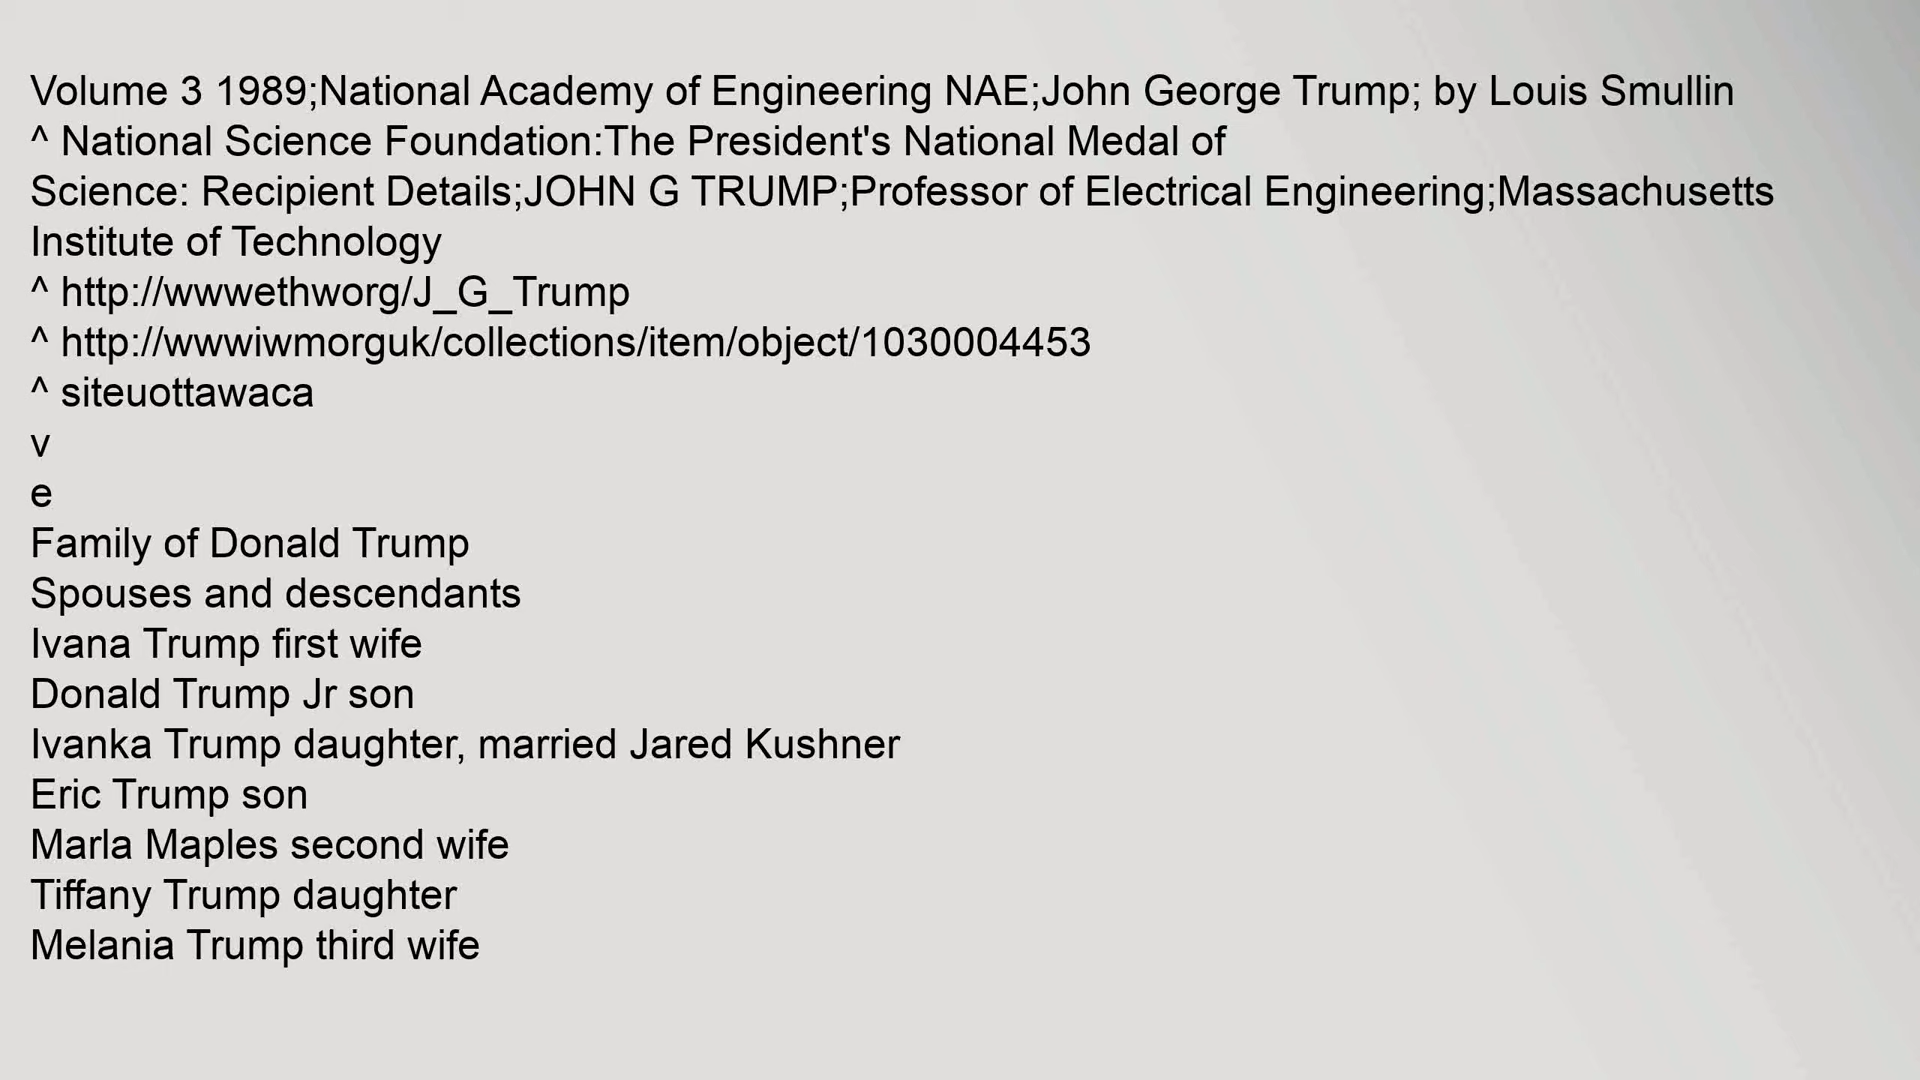 Volume 3 1989;National Academy of Engineering NAE;John George Trump; by Louis Smullin
^ National Science Foundation:The President's National Medal of
Science: Recipient Details;JOHN G TRUMP;Professor of Electrical Engineering;Massachusetts
Institute of Technology
^ http://wwwethworg/J_G_Trump
^ http://wwwiwmorguk/collections/item/object/1030004453
^ siteuottawaca
v
e
Family of Donald Trump
Spouses and descendants
Ivana Trump first wife
Donald Trump Jr son
Ivanka Trump daughter, married Jared Kushner
Eric Trump son
Marla Maples second wife
Tiffany Trump daughter
Melania Trump third wife